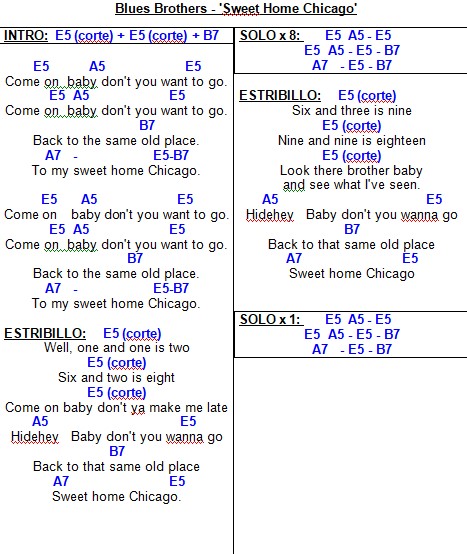 Blues Brothers - 'Sweet Home Chicago'
INTRO: E5 (corte) + E5 (corte) + B7
E5 A5 E5
Come on baby don't you want to go.
E5 A5 E5
Come on baby don't you want to go.
B7
Back to the same old place.
A7 - E5-B7
To my sweet home Chicago.
E5 A5 E5
Come on baby don't you want to go.
E5 A5 E5
Come on baby don't you want to go.
B7
Back to the same old place.
A7 - E5-B7
To my sweet home Chicago.
ESTRIBILLO: E5 (corte)
Well, one and one is two
E5 (corte)
Six and two is eight
E5 (corte)
Come on baby don't ya make me late
A5 E5
Hidehey Baby don't you wanna go
B7
Back to that same old place
A7 E5
Sweet home Chicago.
SOLO x 8: E5 A5 - E5
E5 A5 - E5 - B7
A7 - E5 - B7
ESTRIBILLO: E5 (corte)
Six and three is nine
E5 (corte)
Nine and nine is eighteen
E5 (corte)
Look there brother baby
and see what I've seen.
A5 E5
Hidehey Baby don't you wanna go
B7
Back to that same old place
A7 E5
Sweet home Chicago
SOLO x 1: E5 A5 - E5
E5 A5 - E5 - B7
A7 - E5 - B7